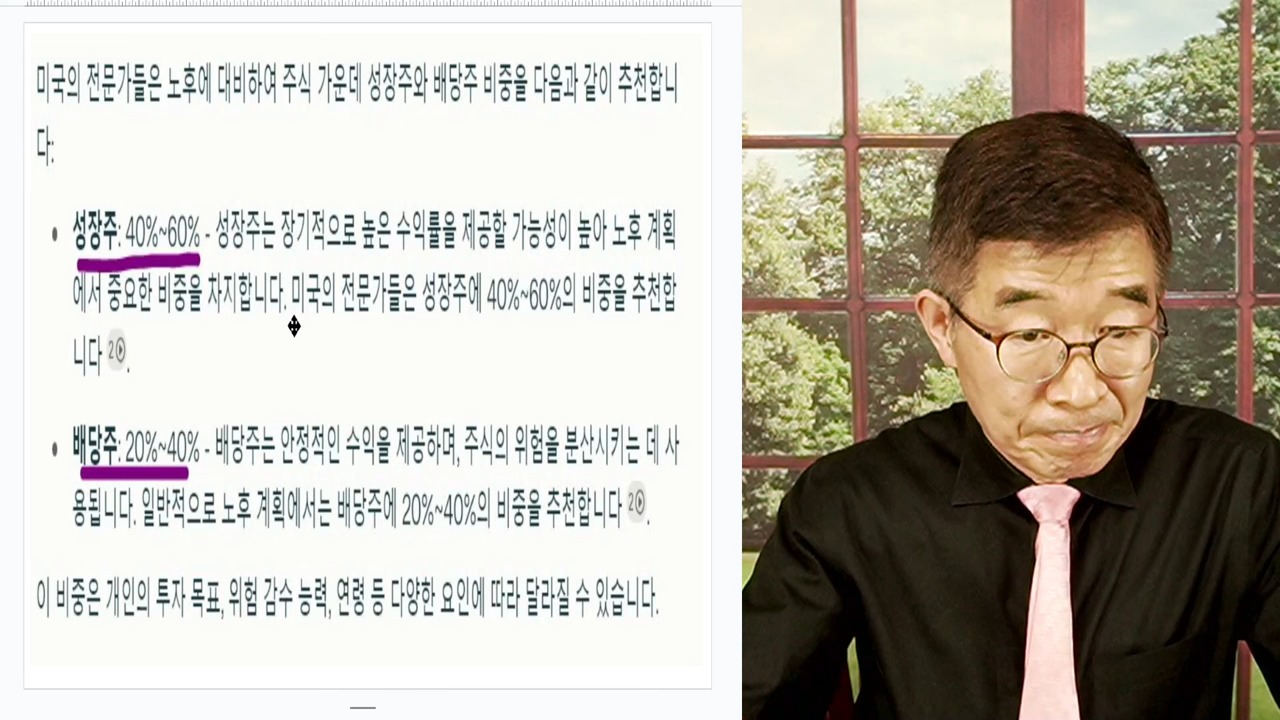 미국의 전문가들은 노후에 대비하여 주식 가운데 성장주와 배당주 비중을 다음과 같이 추천합니
다:
• 성장주: 40%~60% - 성장주는 장기적으로 높은 수익률을 제공할 가능성이 높아 노후 계획
에서 중요한 비중을 차지합니다. 미국의 전문가들은 성장주에 40%~60%의 비중을 추천합
니다 2.
• 배당주: 20%~40% - 배당주는 안정적인 수익을 제공하며, 주식의 위험을 분산시키는 데 사
용됩니다. 일반적으로 노후 계획에서는 배당주에 20%~40%의 비중을 추천합니다 2.
이 비중은 개인의 투자 목표, 위험 감수 능력, 연령 등 다양한 요인에 따라 달라질 수 있습니다.